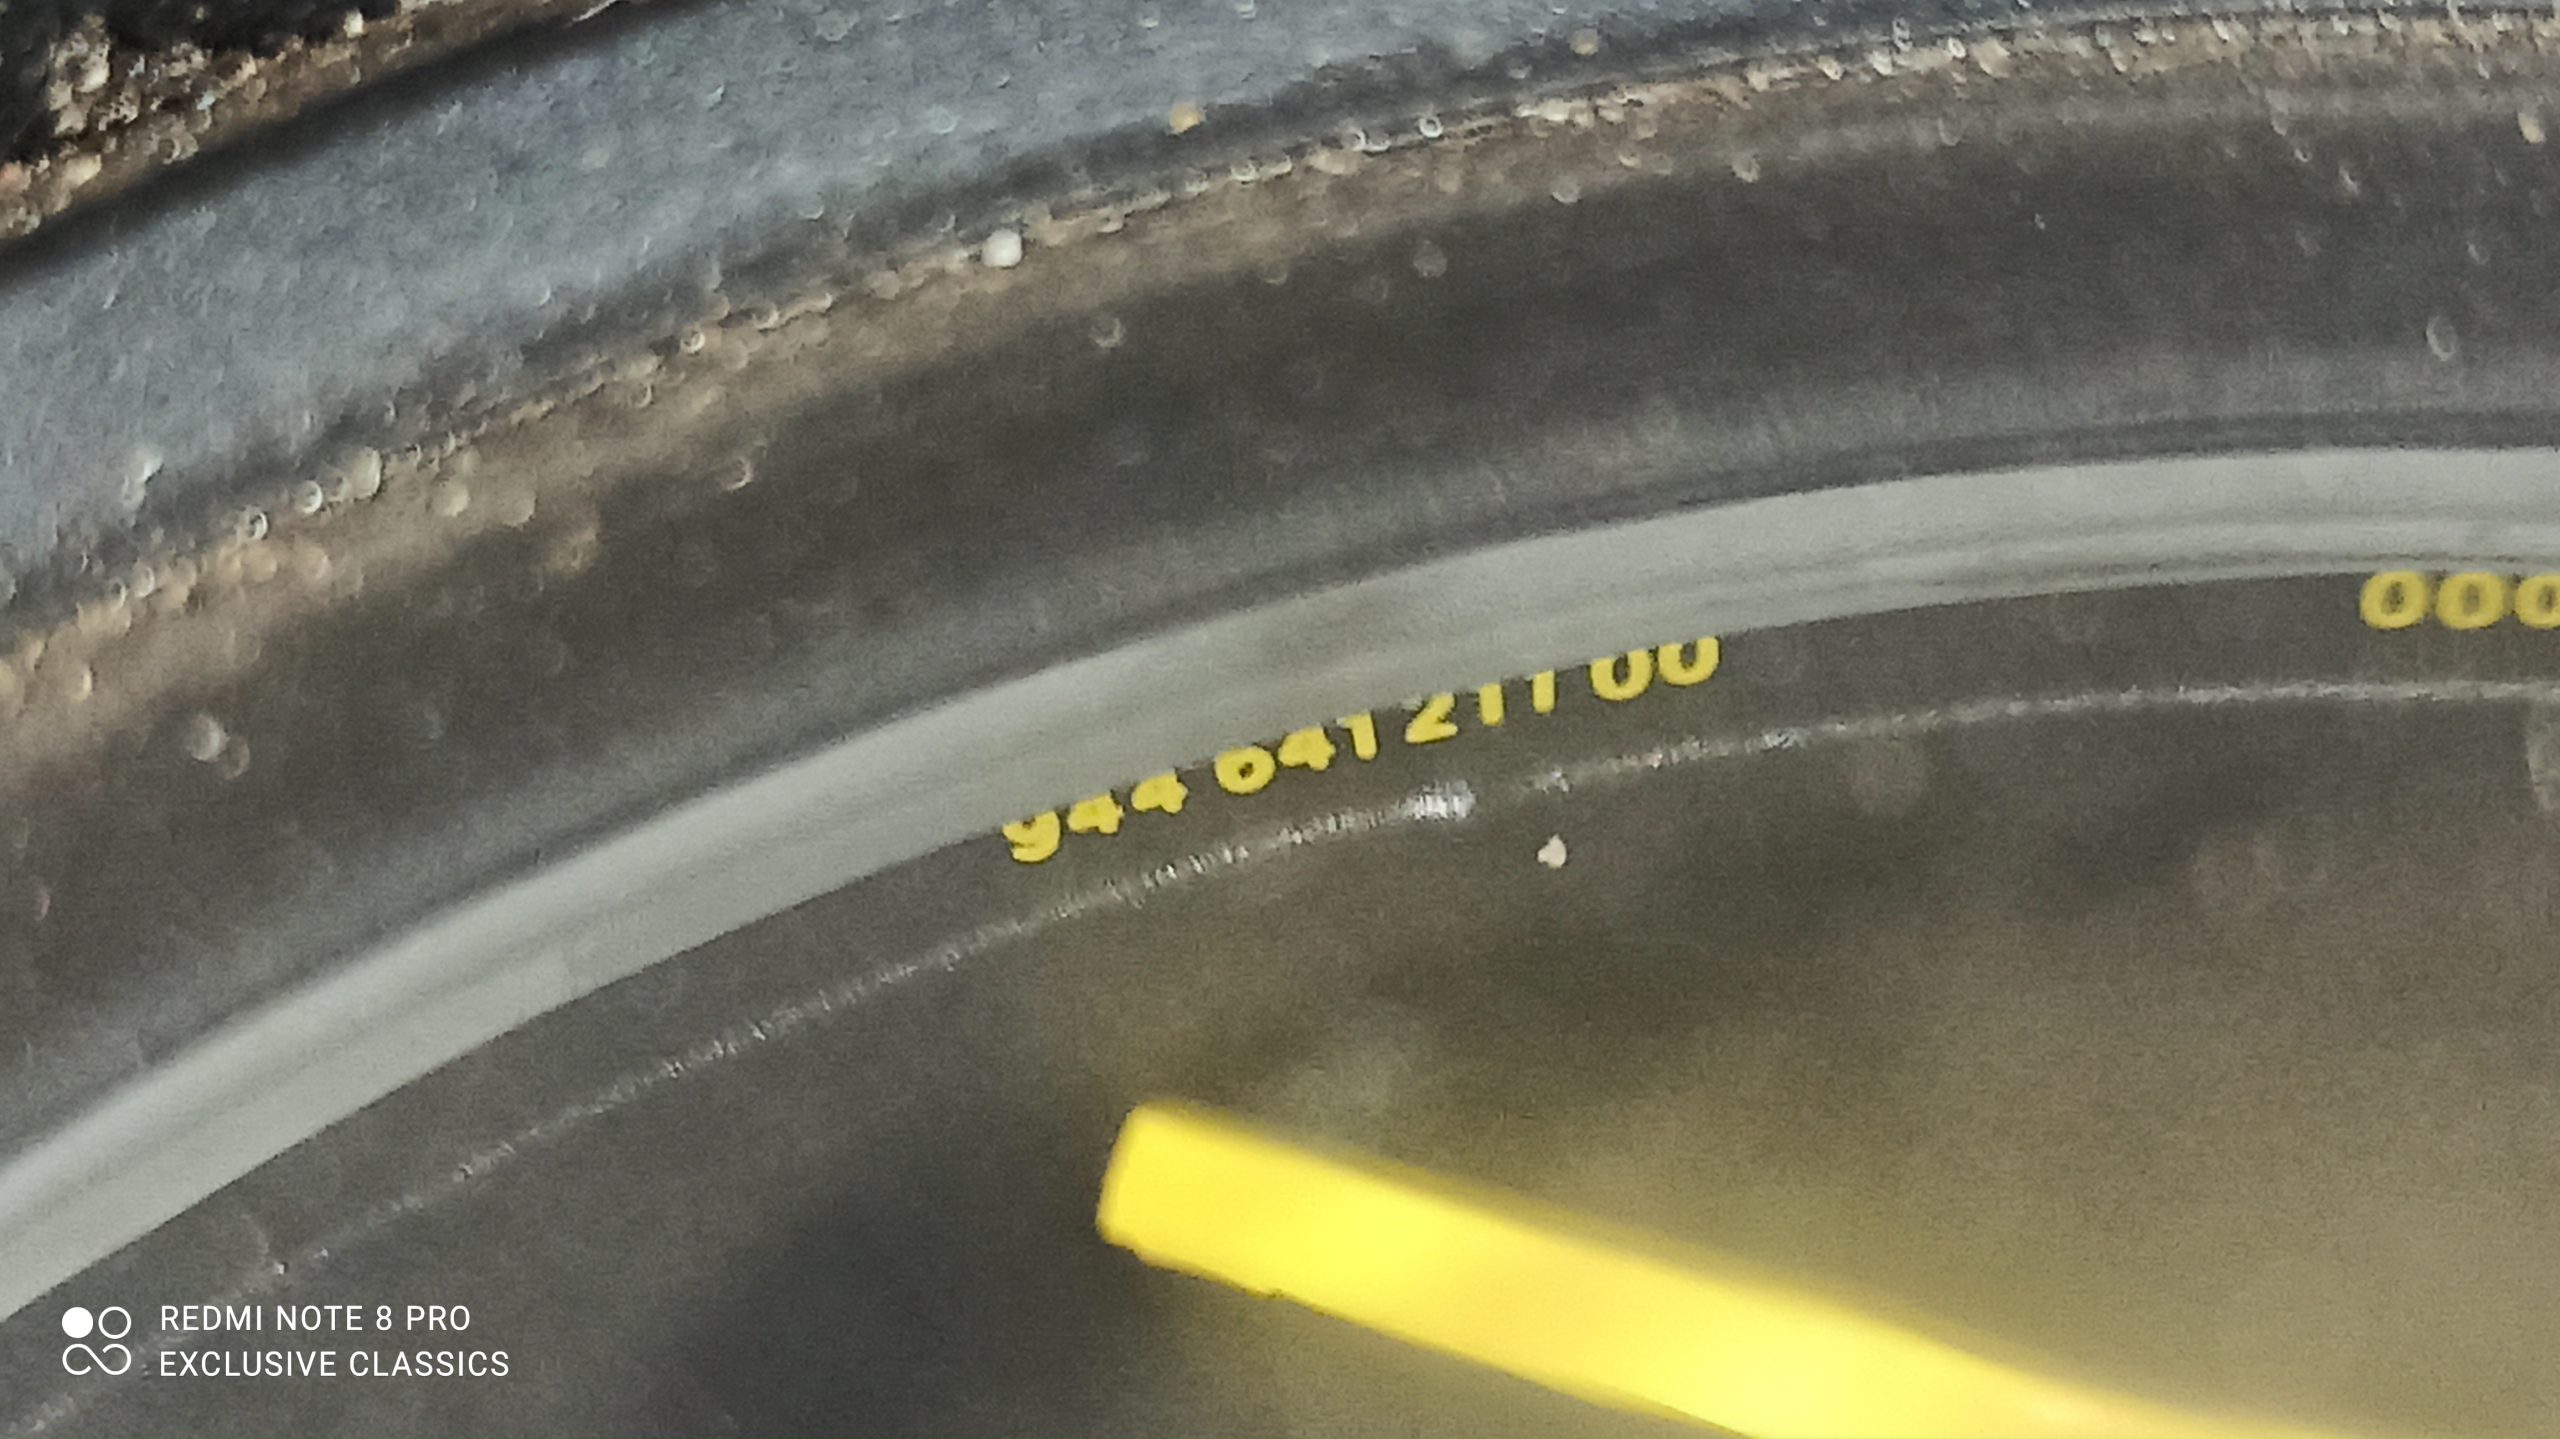 944 641 211 00
000
REDMI NOTE 8 PRO
EXCLUSIVE CLASSICS